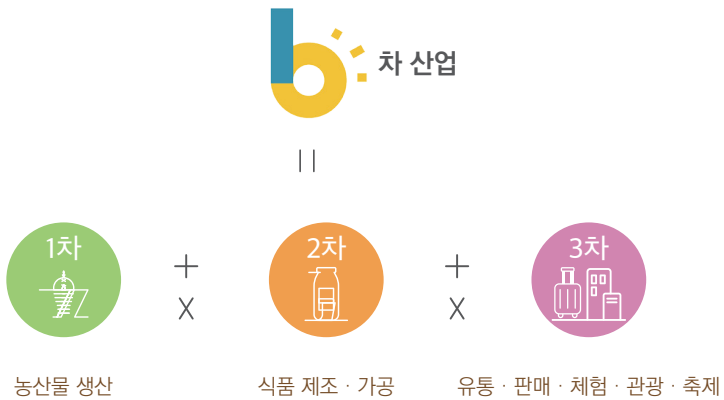 6차 산업
=
1차 + × 2차 + × 3차
농산물 생산
식품 제조 · 가공
유통 · 판매 · 체험 · 관광 · 축제